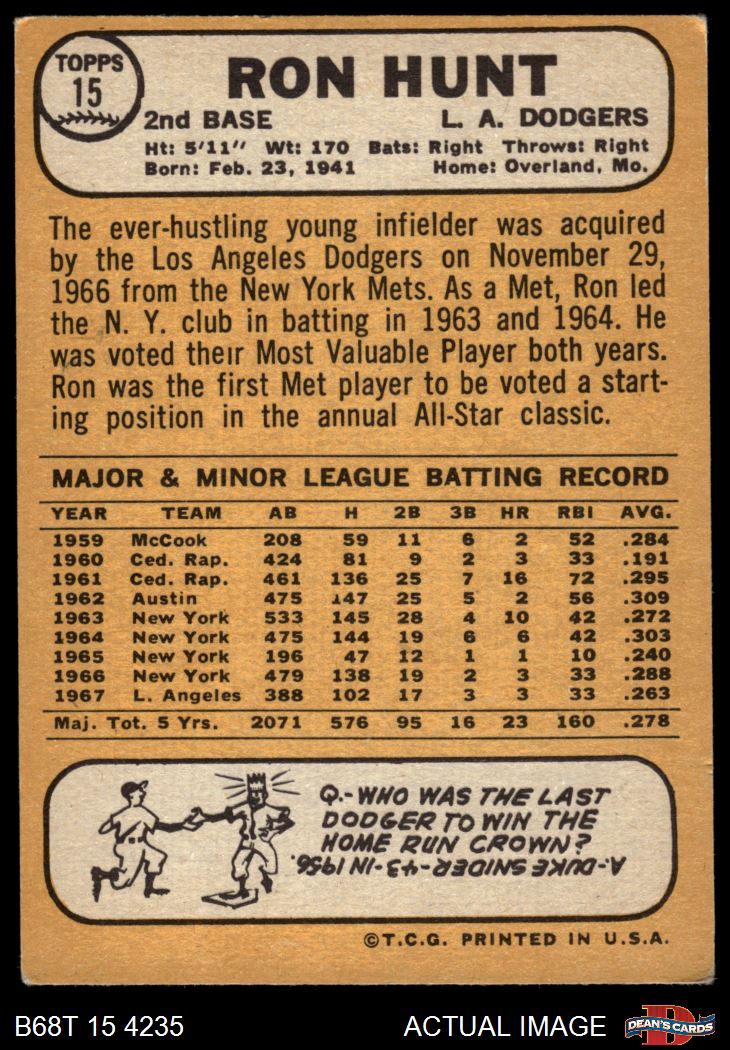 TOPPS
15
RON HUNT
2nd BASE L. A. DODGERS
Ht: 5'11" Wt: 170 Bats: Right Throws: Right
Born: Feb. 23, 1941 Home: Overland, Mo.
The ever-hustling young infielder was acquired
by the Los Angeles Dodgers on November 29,
1966 from the New York Mets. As a Met, Ron led
the N. Y. club in batting in 1963 and 1964. He
was voted their Most Valuable Player both years.
Ron was the first Met player to be voted a start-
ing position in the annual All-Star classic.
MAJOR & MINOR LEAGUE BATTING RECORD
YEAR TEAM AB H 2B 3B HR RBI AVG.
1959 McCook 208 59 11 6 2 52 .284
1960 Ced. Rap. 424 81 9 2 3 33 .191
1961 Ced. Rap. 461 136 25 7 16 72 .295
1962 Austin 475 147 25 5 2 56 .309
1963 New York 533 145 28 4 10 42 .272
1964 New York 475 144 19 6 6 42 .303
1965 New York 196 47 12 1 1 10 .240
1966 New York 479 138 19 2 3 33 .288
1967 L. Angeles 388 102 17 3 3 33 .263
Maj. Tot. 5 Yrs. 2071 576 95 16 23 160 .278
Q.-WHO WAS THE LAST
DODGER TO WIN THE
HOME RUN CROWN?
A-DUKE SNIDER-43-IN 1956.
©T.C.G. PRINTED IN U.S.A.
B68T 15 4235 ACTUAL IMAGE
DEAN'S CARDS